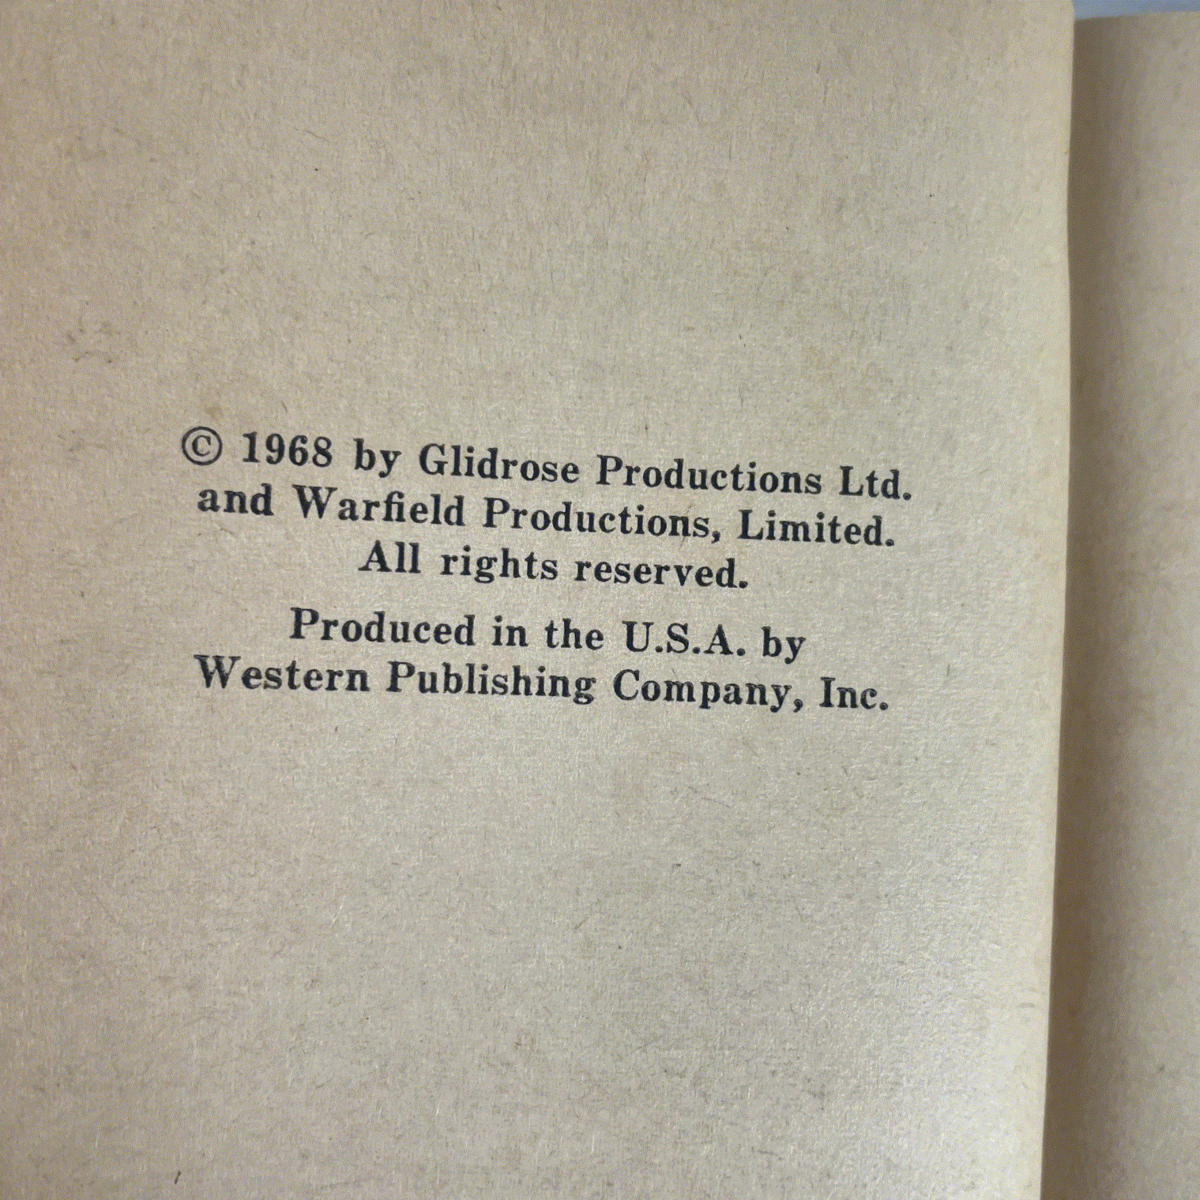 © 1968 by Glidrose Productions Ltd.
and Warfield Productions, Limited.
All rights reserved.
Produced in the U.S.A. by
Western Publishing Company, Inc.